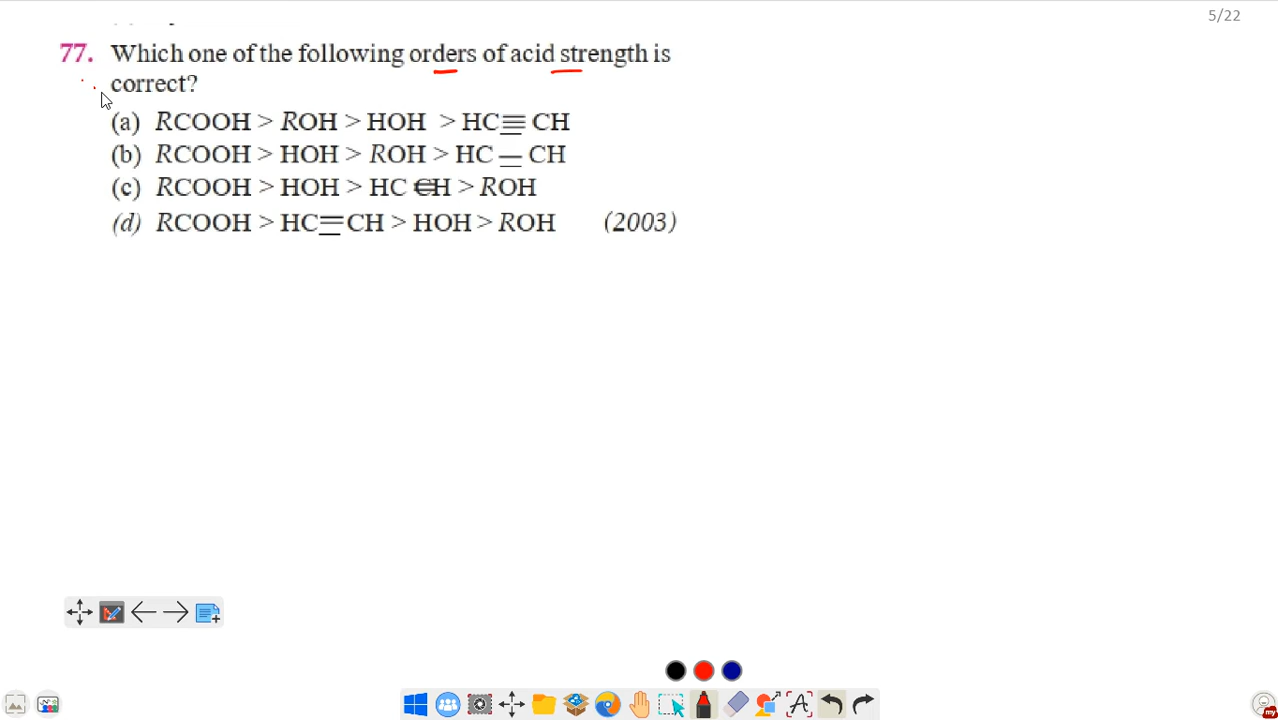 5/22
77. Which one of the following orders of acid strength is
correct?
(a) RCOOH > ROH > HOH > HC≡CH
(b) RCOOH > HOH > ROH > HC≡CH
(c) RCOOH > HOH > HC≡CH > ROH
(d) RCOOH > HC≡CH > HOH > ROH (2003)